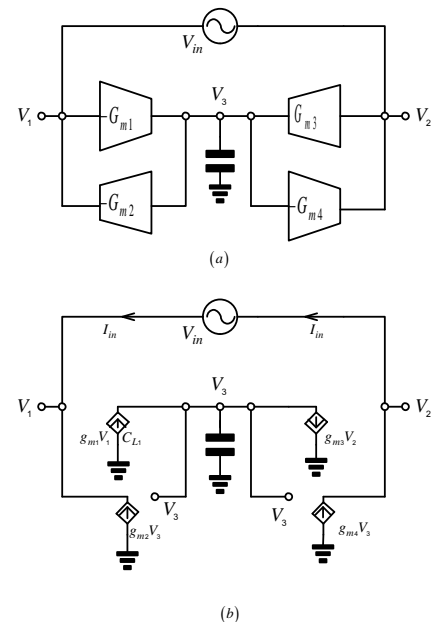 V_in
V_1
-G_m1
V_3
G_m3
V_2
-G_m2
-G_m4
(a)
I_in
V_in
I_in
V_1
V_3
V_2
g_m1V_1
C_L1
g_m3V_2
V_3
V_3
g_m2V_3
g_m4V_3
(b)